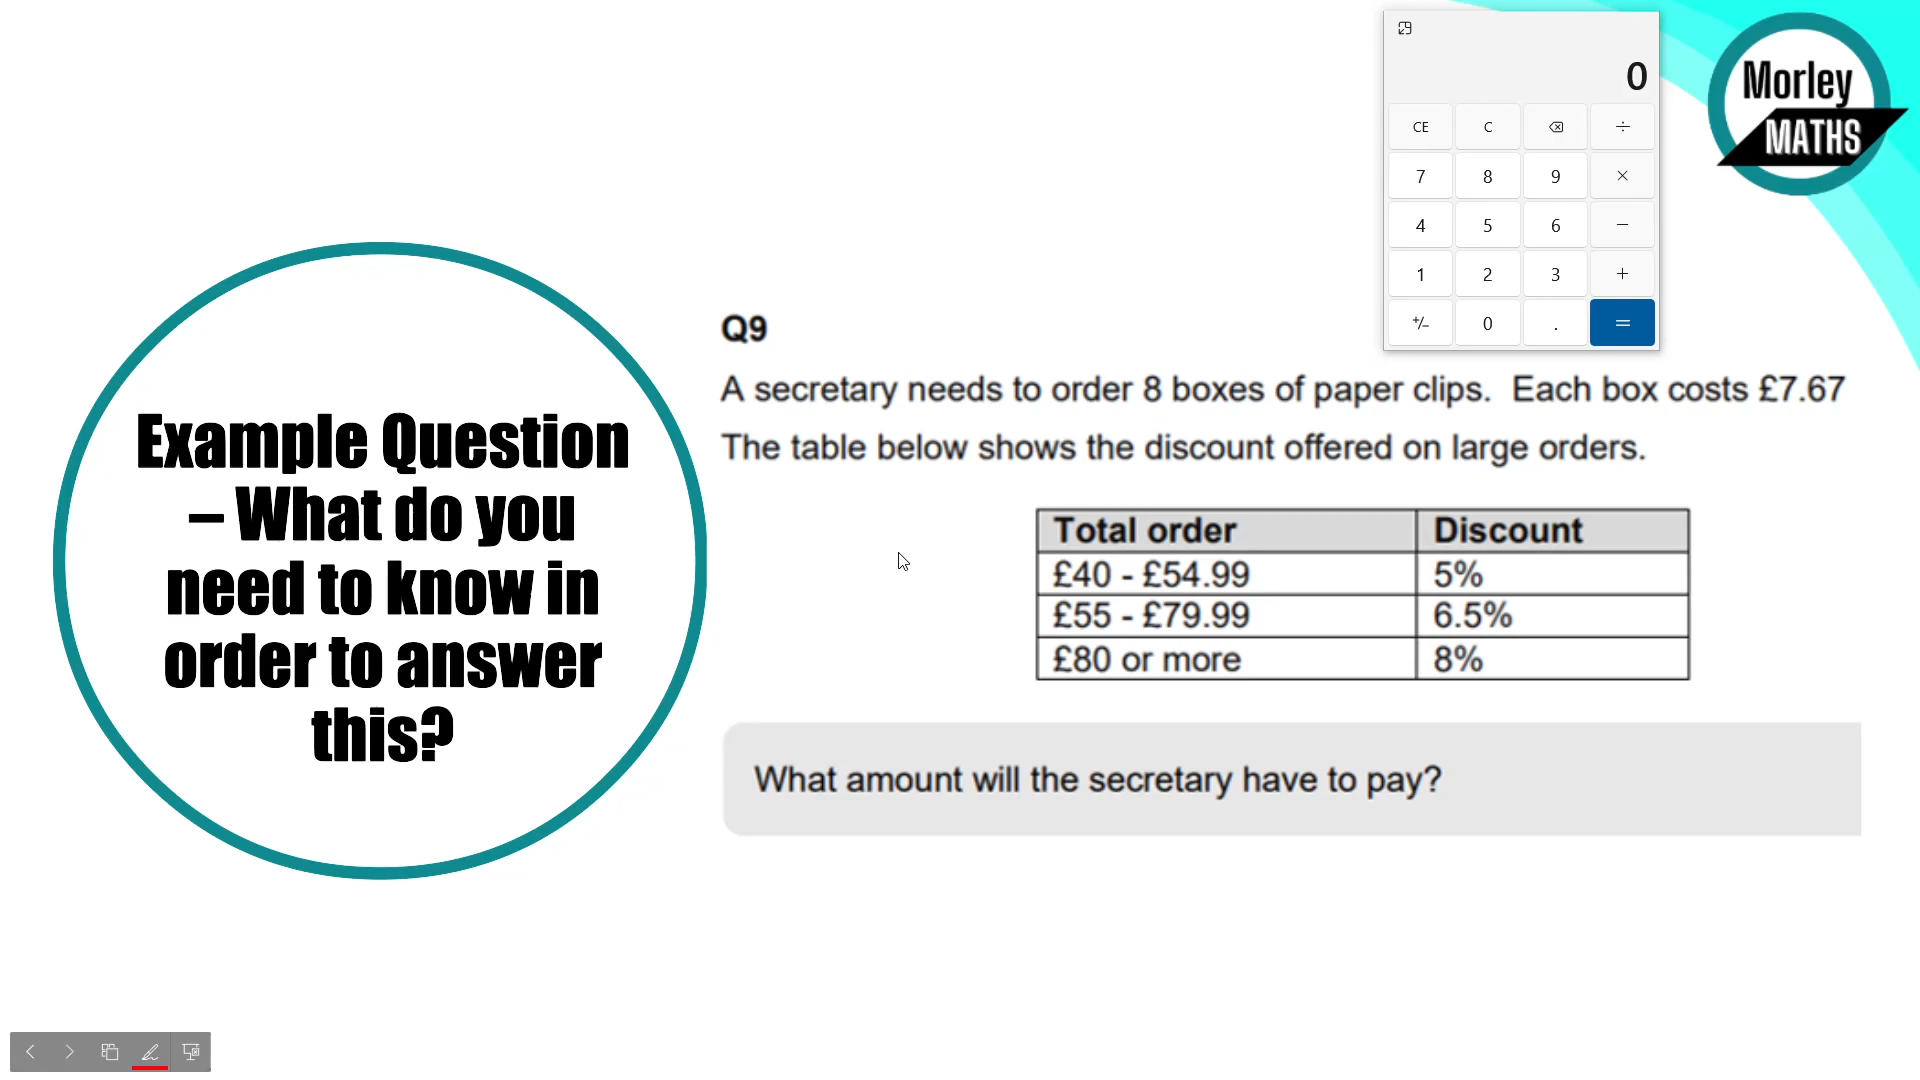 0
CE C ÷
7 8 9 ×
4 5 6 −
1 2 3 +
+/− 0 . =
Morley
MATHS
Example Question
– What do you
need to know in
order to answer
this?
Q9
A secretary needs to order 8 boxes of paper clips. Each box costs £7.67
The table below shows the discount offered on large orders.
Total order Discount
£40 - £54.99 5%
£55 - £79.99 6.5%
£80 or more 8%
What amount will the secretary have to pay?